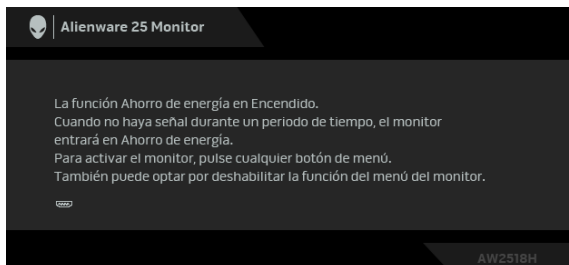 Alienware 25 Monitor
La función Ahorro de energía en Encendido.
Cuando no haya señal durante un periodo de tiempo, el monitor
entrará en Ahorro de energía.
Para activar el monitor, pulse cualquier botón de menú.
También puede optar por deshabilitar la función del menú del monitor.
AW2518H